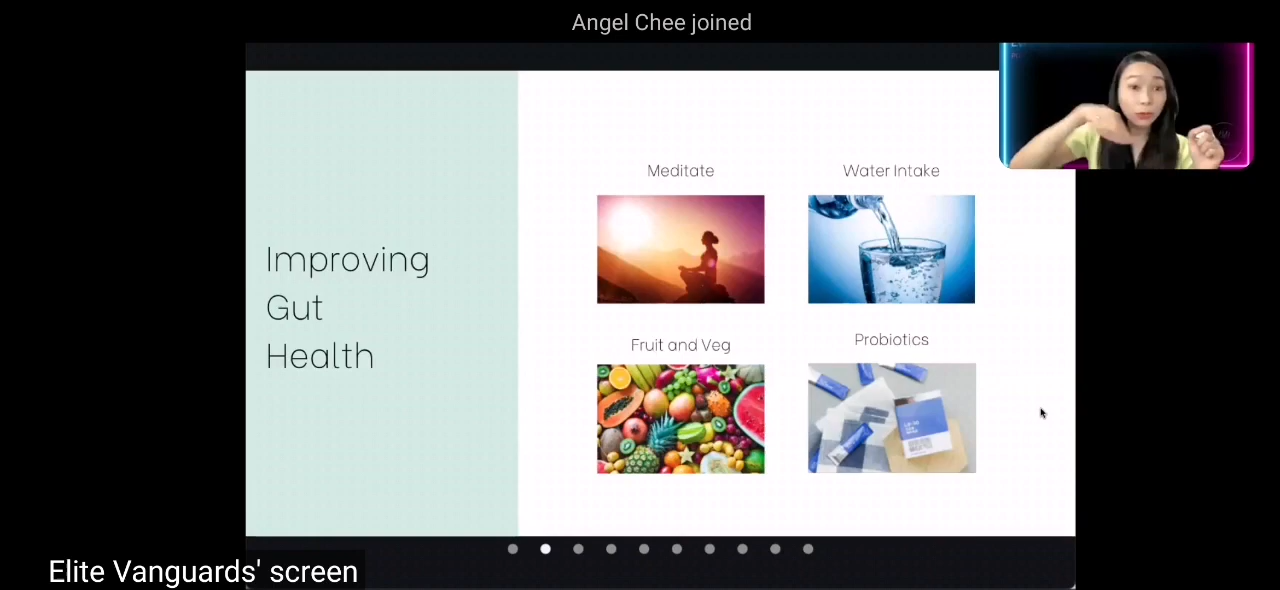 Angel Chee joined
Meditate
Water Intake
Improving
Gut
Health
Fruit and Veg
Probiotics
Elite Vanguards' screen